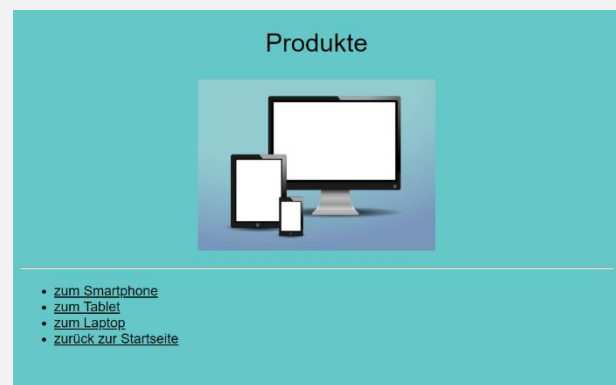 Produkte
zum Smartphone
zum Tablet
zum Laptop
zurück zur Startseite